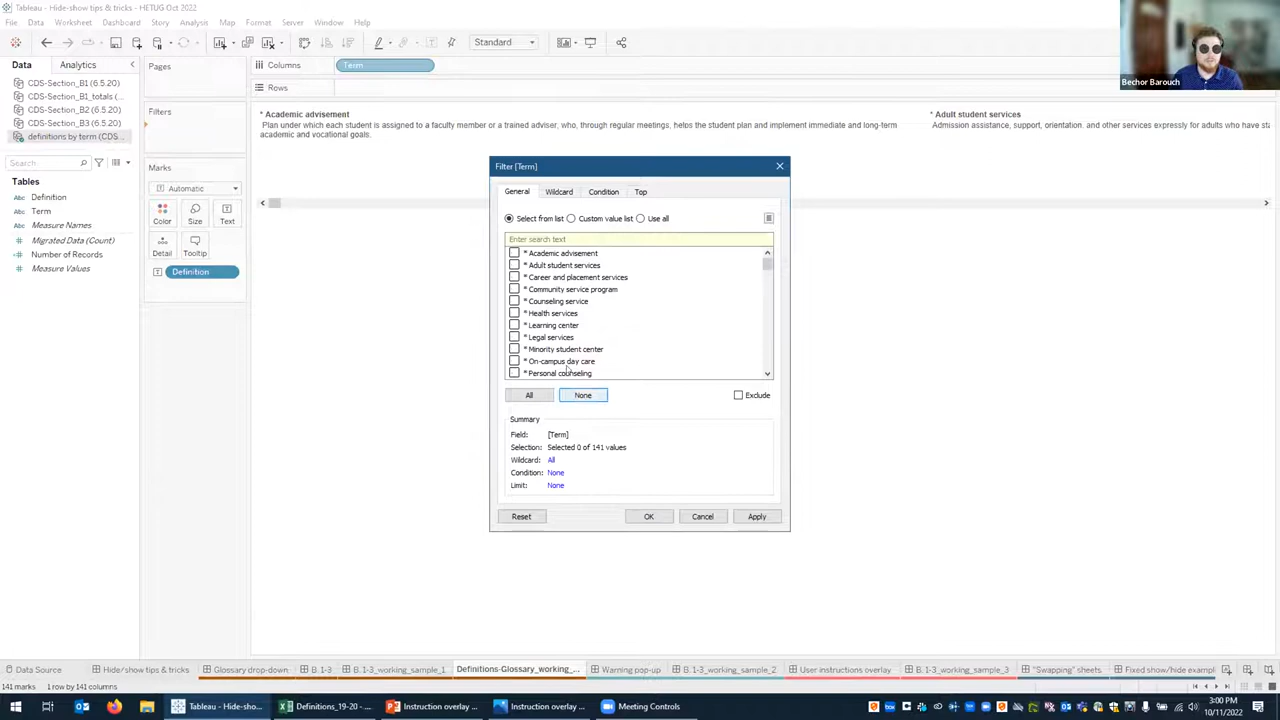 Tableau - Hide-show tips & tricks - HETUG Oct 2022
File Data Worksheet Dashboard Story Analysis Map Format Server Window Help
Standard
Bechor Barouch
Data Analytics
Pages
Columns Term
Rows
CDS-Section_B1 (6.5.20)
CDS-Section_B1_totals (...
CDS-Section_B2 (6.5.20)
CDS-Section_B3 (6.5.20)
definitions by term (CDS...
Search
Tables
Abc Definition
Abc Term
Abc Measure Names
Migrated Data (Count)
Number of Records
Measure Values
Filters
Marks
Automatic
Color Size Text
Detail Tooltip
Definition
* Academic advisement
Plan under which each student is assigned to a faculty member or a trained adviser, who, through regular meetings, helps the student plan and implement immediate and long-term
academic and vocational goals.
* Adult student services
Admission assistance, support, orientation, and other services expressly for adults who have sta
Filter [Term]
General Wildcard Condition Top
Select from list Custom value list Use all
Enter search text
* Academic advisement
* Adult student services
* Career and placement services
* Community service program
* Counseling service
* Health services
* Learning center
* Legal services
* Minority student center
* On-campus day care
* Personal counseling
All None Exclude
Summary
Field: [Term]
Selection: Selected 0 of 141 values
Wildcard: All
Condition: None
Limit: None
Reset OK Cancel Apply
Data Source Hide/show tips & tricks Glossary drop-down B. 1-3 B. 1-3_working_sample_1 Definitions-Glossary_working_... Warning pop-up B. 1-3_working_sample_2 User instructions overlay B. 1-3_working_sample_3 "Swapping" sheets Fixed show/hide exampl
141 marks 1 row by 141 columns
Tableau - Hide-sho... Definitions_19-20 - ... Instruction overlay ... Instruction overlay ... Meeting Controls
3:00 PM
10/11/2022